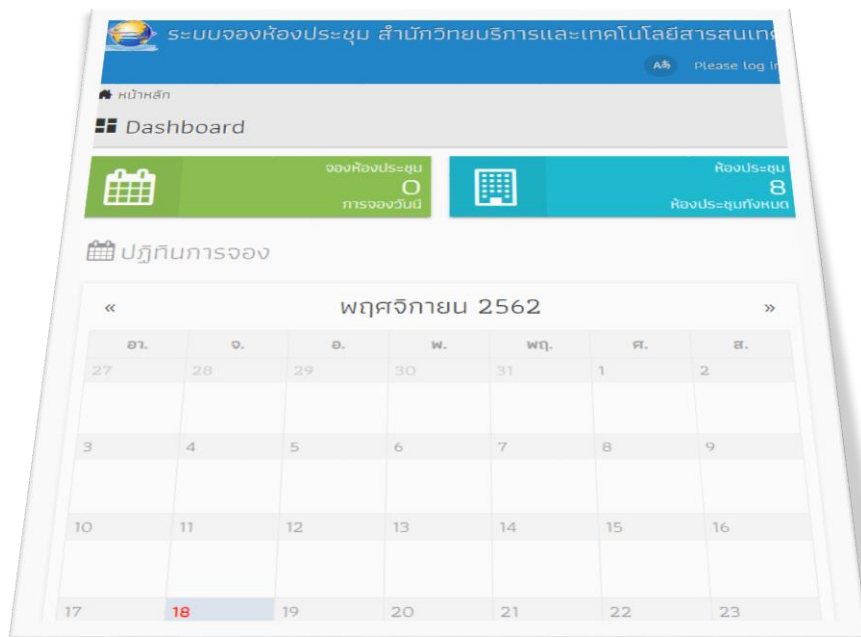 ระบบจองห้องประชุม สำนักวิทยบริการและเทคโนโลยีสารสนเทศ
Please log in
หน้าหลัก
Dashboard
จองห้องประชุม
0
การจองวันนี้
ห้องประชุม
8
ห้องประชุมทั้งหมด
ปฏิทินการจอง
« พฤศจิกายน 2562 »
อา. จ. อ. พ. พฤ. ศ. ส.
27 28 29 30 31 1 2
3 4 5 6 7 8 9
10 11 12 13 14 15 16
17 18 19 20 21 22 23